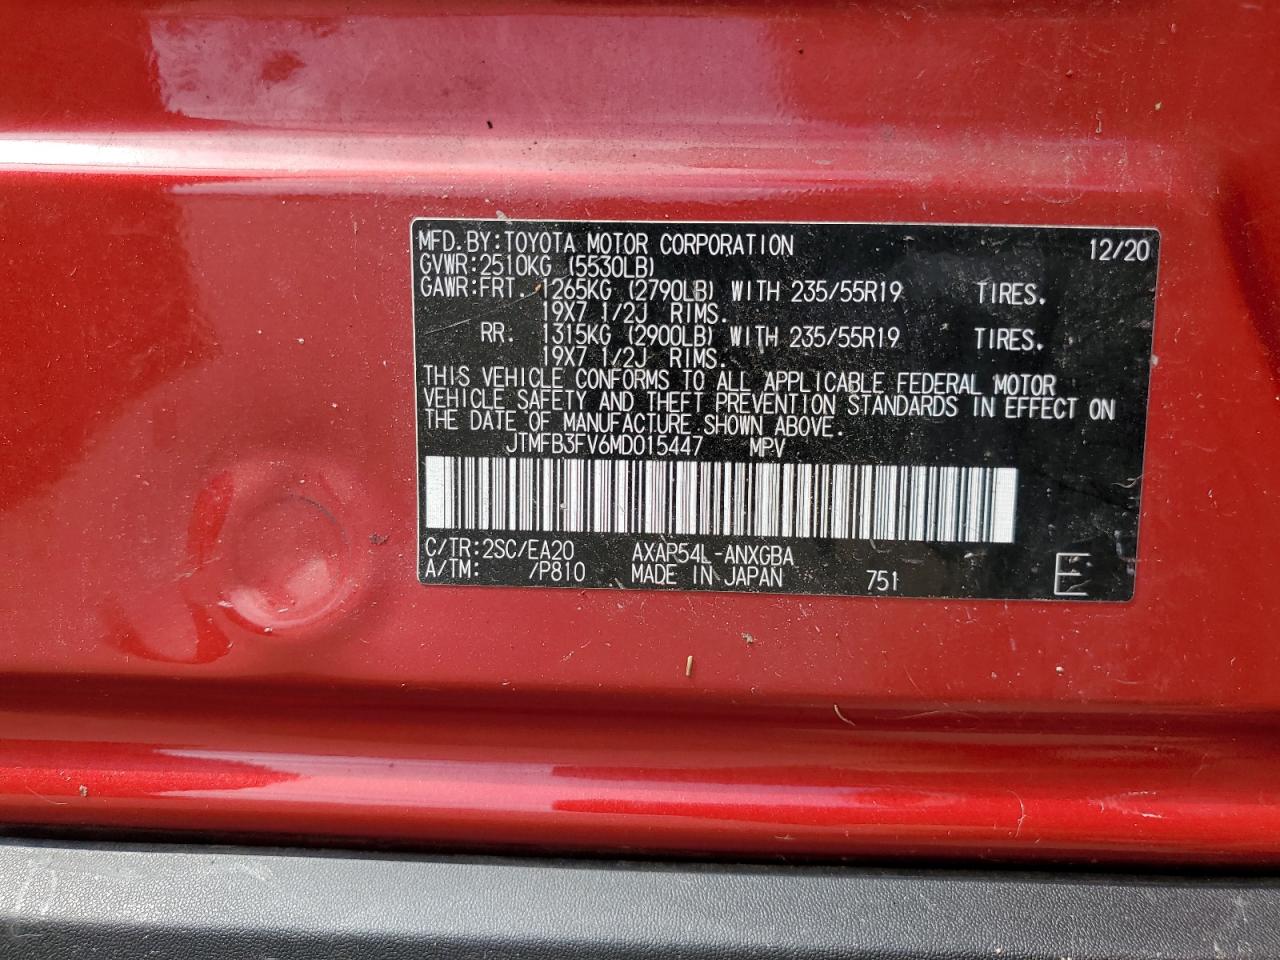 MFD.BY:TOYOTA MOTOR CORPORATION 12/20
GVWR:2510KG (5530LB)
GAWR:FRT. 1265KG (2790LB) WITH 235/55R19 TIRES.
19X7 1/2J RIMS.
RR. 1315KG (2900LB) WITH 235/55R19 TIRES.
19X7 1/2J RIMS.
THIS VEHICLE CONFORMS TO ALL APPLICABLE FEDERAL MOTOR
VEHICLE SAFETY AND THEFT PREVENTION STANDARDS IN EFFECT ON
THE DATE OF MANUFACTURE SHOWN ABOVE.
JTMFB3FV6MD015447 MPV
C/TR:2SC/EA20 AXAP54L-ANXGBA
A/TM: /P810 MADE IN JAPAN 751 E